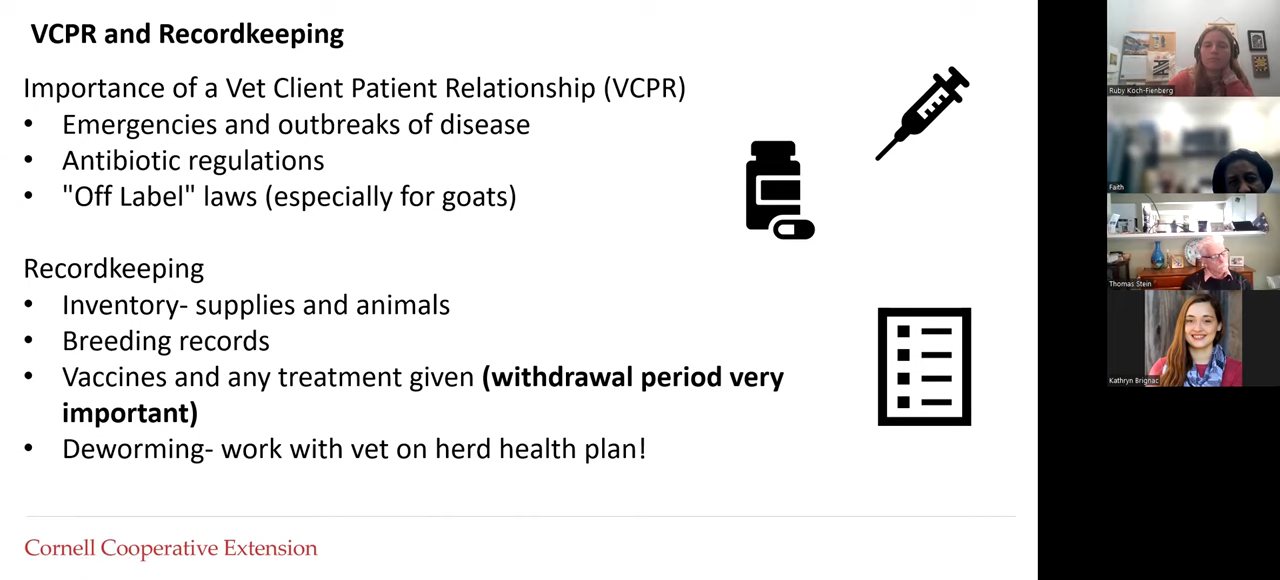 VCPR and Recordkeeping
Importance of a Vet Client Patient Relationship (VCPR)
• Emergencies and outbreaks of disease
• Antibiotic regulations
• "Off Label" laws (especially for goats)
Recordkeeping
• Inventory- supplies and animals
• Breeding records
• Vaccines and any treatment given (withdrawal period very
important)
• Deworming- work with vet on herd health plan!
Cornell Cooperative Extension
Ruby Koch-Fienberg
Faith
Thomas Stein
Kathryn Brignac